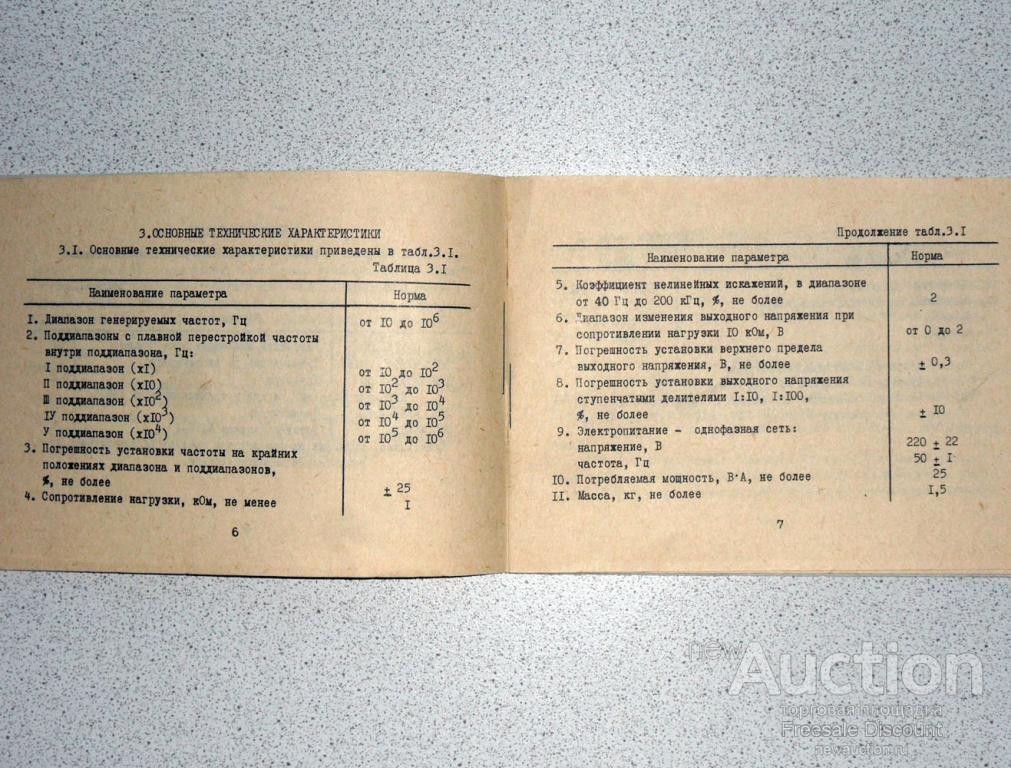 3.ОСНОВНЫЕ ТЕХНИЧЕСКИЕ ХАРАКТЕРИСТИКИ
3.I. Основные технические характеристики приведены в табл.3.I.
Таблица 3.I
Наименование параметра Норма
I. Диапазон генерируемых частот, Гц от IO до IO⁶
2. Поддиапазоны с плавной перестройкой частоты
внутри поддиапазона, Гц:
I поддиапазон (xI) от IO до IO²
П поддиапазон (xIO) от IO² до IO³
Ш поддиапазон (xIO²) от IO³ до IO⁴
IУ поддиапазон (xIO³) от IO⁴ до IO⁵
У поддиапазон (xIO⁴) от IO⁵ до IO⁶
3. Погрешность установки частоты на крайних
положениях диапазона и поддиапазонов,
%, не более ± 25
4. Сопротивление нагрузки, кОм, не менее I
6
Продолжение табл.3.I
Наименование параметра Норма
5. Коэффициент нелинейных искажений, в диапазоне
от 40 Гц до 200 кГц, %, не более 2
6. Диапазон изменения выходного напряжения при
сопротивлении нагрузки IO кОм, В от 0 до 2
7. Погрешность установки верхнего предела
выходного напряжения, В, не более ± 0,3
8. Погрешность установки выходного напряжения
ступенчатыми делителями I:IO, I:IOO,
%, не более ± IO
9. Электропитание - однофазная сеть:
напряжение, В 220 ± 22
частота, Гц 50 ± I
IO. Потребляемая мощность, В·А, не более 25
II. Масса, кг, не более I,5
7
newAuction
торговая площадка
Freesale Discount
newauction.ru